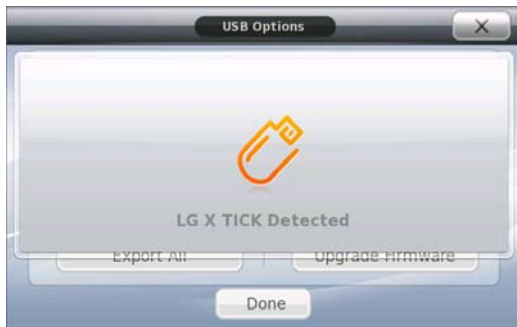 USB Options
LG X TICK Detected
Export All
Upgrade Firmware
Done